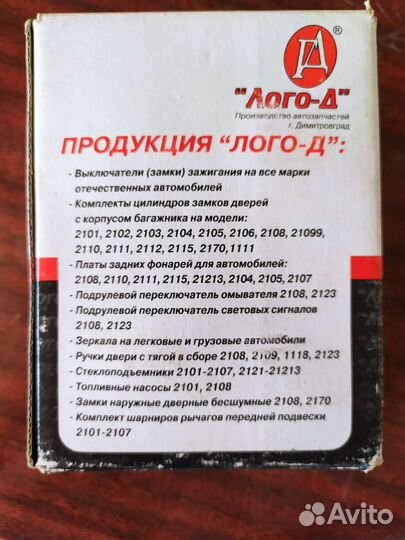 Д ®
"Лого-Д"
Производство автозапчастей
г. Димитровград
ПРОДУКЦИЯ "ЛОГО-Д":
- Выключатели (замки) зажигания на все марки
отечественных автомобилей
- Комплекты цилиндров замков дверей
с корпусом багажника на модели:
2101, 2102, 2103, 2104, 2105, 2106, 2108, 21099,
2110, 2111, 2112, 2115, 2170,1111
- Платы задних фонарей для автомобилей:
2108, 2110, 2111, 2115, 21213, 2104, 2105, 2107
- Подрулевой переключатель омывателя 2108, 2123
- Подрулевой переключатель световых сигналов
2108, 2123
- Зеркала на легковые и грузовые автомобили
- Ручки двери с тягой в сборе 2108, 2109, 1118, 2123
- Стеклоподъемники 2101-2107, 2121-21213
- Топливные насосы 2101, 2108
- Замки наружные дверные бесшумные 2108, 2170
- Комплект шарниров рычагов передней подвески
2101-2107
Avito